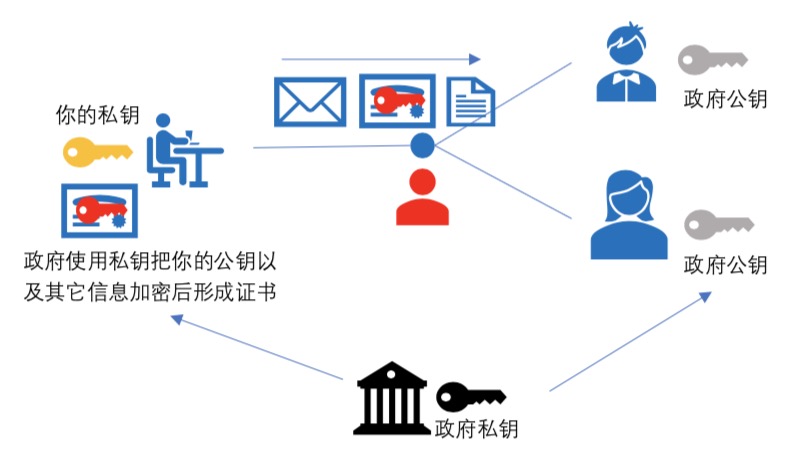 你的私钥
政府公钥
政府使用私钥把你的公钥以
及其它信息加密后形成证书
政府公钥
政府私钥